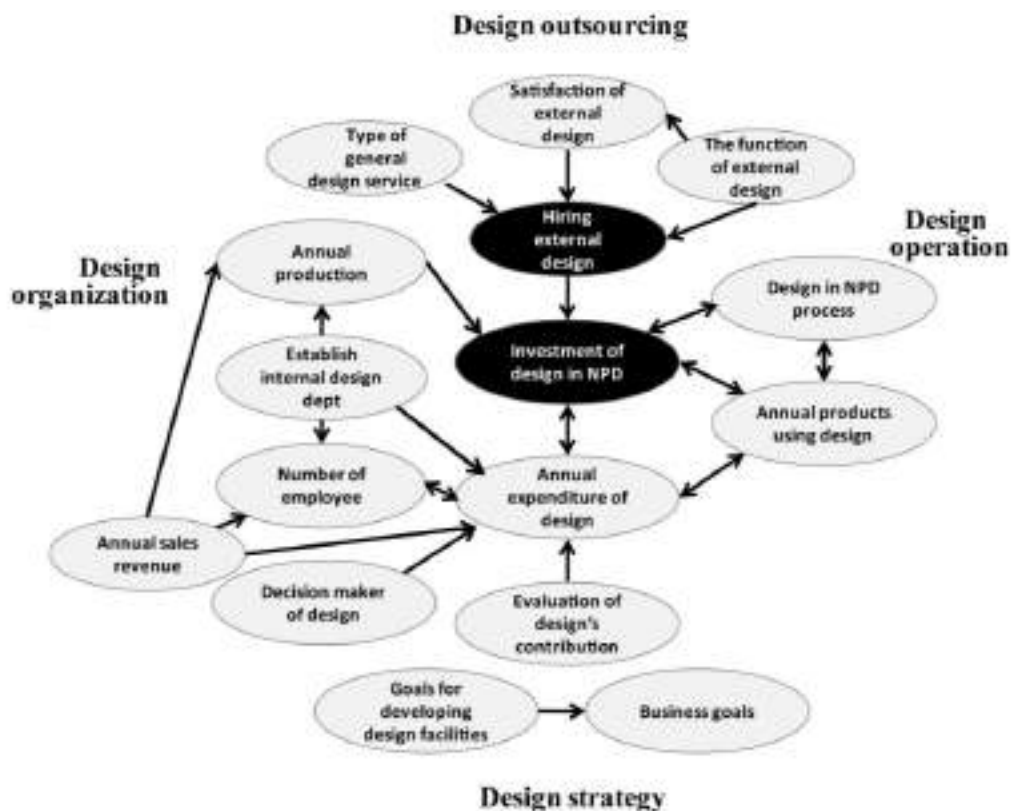 Design outsourcing
Satisfaction of
external
design
Type of
general
design service
The function
of external
design
Hiring
external
design
Design
operation
Design
organization
Annual
production
Design in NPD
process
Establish
internal design
dept
Investment of
design in NPD
Annual products
using design
Number of
employee
Annual
expenditure of
design
Annual sales
revenue
Decision maker
of design
Evaluation of
design's
contribution
Goals for
developing
design facilities
Business goals
Design strategy